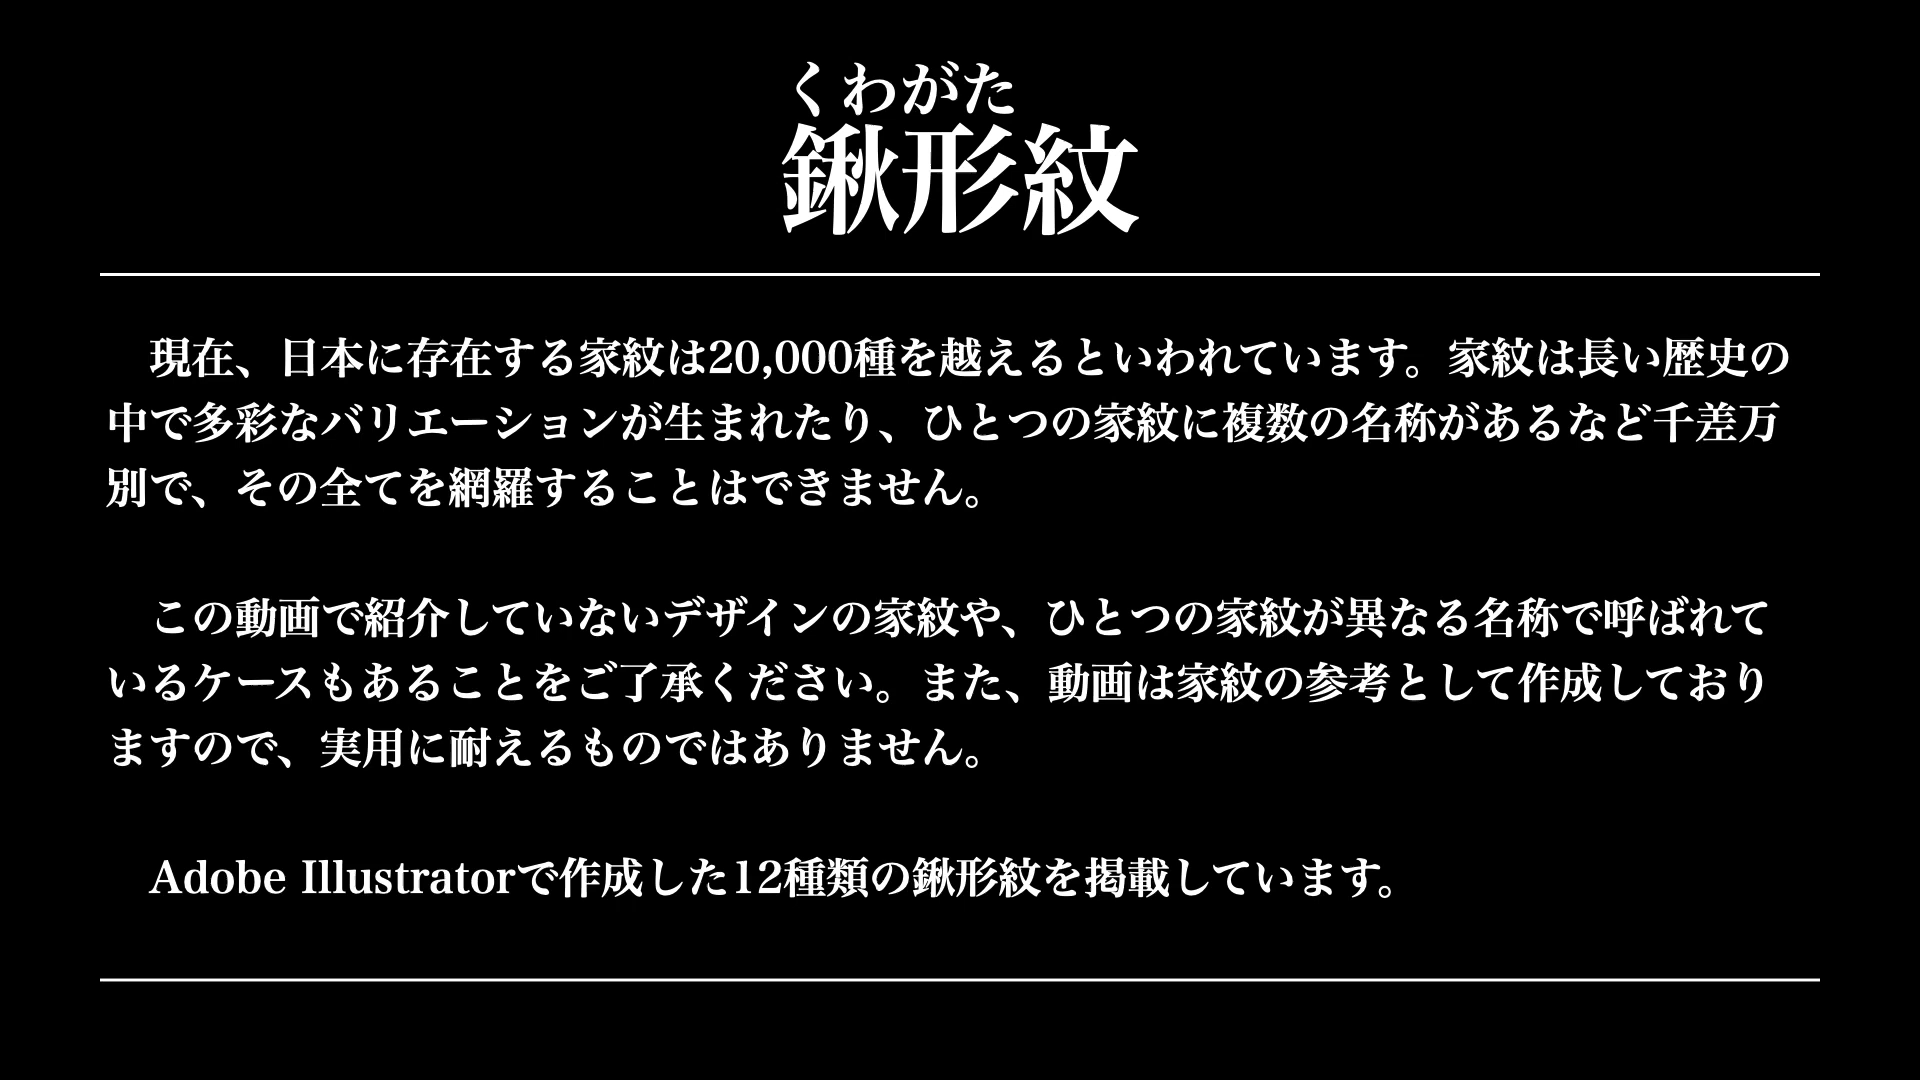 くわがた
鍬形紋
　現在、日本に存在する家紋は20,000種を越えるといわれています。家紋は長い歴史の
中で多彩なバリエーションが生まれたり、ひとつの家紋に複数の名称があるなど千差万
別で、その全てを網羅することはできません。
　この動画で紹介していないデザインの家紋や、ひとつの家紋が異なる名称で呼ばれて
いるケースもあることをご了承ください。また、動画は家紋の参考として作成しており
ますので、実用に耐えるものではありません。
　Adobe Illustratorで作成した12種類の鍬形紋を掲載しています。